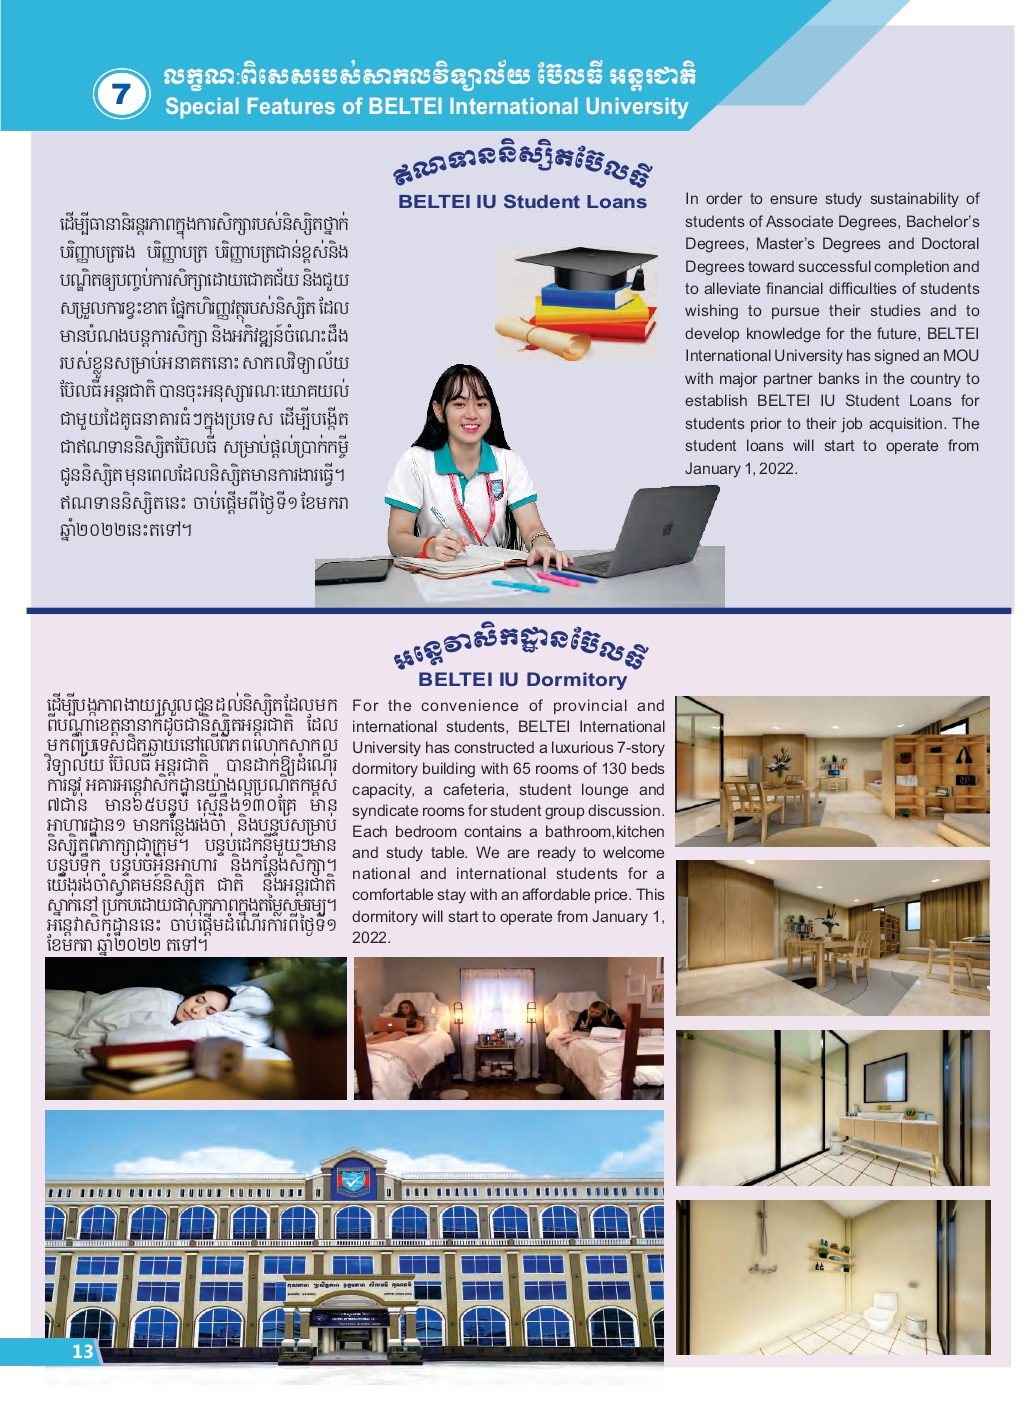 7
លក្ខណៈពិសេសរបស់សាកលវិទ្យាល័យ ប៊ែលធី អន្តរជាតិ
Special Features of BELTEI International University
ឥណទាននិស្សិតប៊ែលធី
BELTEI IU Student Loans
ដើម្បីធានានិរន្តរភាពក្នុងការសិក្សារបស់និស្សិតថ្នាក់
បរិញ្ញាបត្ររង បរិញ្ញាបត្រ បរិញ្ញាបត្រជាន់ខ្ពស់និង
បណ្ឌិតឲ្យបញ្ចប់ការសិក្សាដោយជោគជ័យ និងជួយ
សម្រួលការខ្វះខាត ផ្នែកហិរញ្ញវត្ថុរបស់និស្សិត ដែល
មានបំណងបន្តការសិក្សា និងអភិវឌ្ឍន៍ចំណេះដឹង
របស់ខ្លួនសម្រាប់អនាគតនោះ សាកលវិទ្យាល័យ
ប៊ែលធី អន្តរជាតិ បានចុះអនុស្សារណៈយោគយល់
ជាមួយដៃគូធនាគារធំៗក្នុងប្រទេស ដើម្បីបង្កើត
ជាឥណទាននិស្សិតប៊ែលធី សម្រាប់ផ្តល់ប្រាក់កម្ចី
ជូននិស្សិត មុនពេលដែលនិស្សិតមានការងារធ្វើ។
ឥណទាននិស្សិតនេះ ចាប់ផ្តើមពីថ្ងៃទី១ ខែមករា
ឆ្នាំ២០២២នេះតទៅ។
In order to ensure study sustainability of
students of Associate Degrees, Bachelor's
Degrees, Master's Degrees and Doctoral
Degrees toward successful completion and
to alleviate financial difficulties of students
wishing to pursue their studies and to
develop knowledge for the future, BELTEI
International University has signed an MOU
with major partner banks in the country to
establish BELTEI IU Student Loans for
students prior to their job acquisition. The
student loans will start to operate from
January 1, 2022.
អន្តេវាសិកដ្ឋានប៊ែលធី
BELTEI IU Dormitory
ដើម្បីបង្កភាពងាយស្រួលជូនដល់និស្សិតដែលមក
ពីបណ្តាខេត្តនានាក៏ដូចជានិស្សិតអន្តរជាតិ ដែល
មកពីប្រទេសជិតឆ្ងាយនៅលើពិភពលោកសាកល
វិទ្យាល័យ ប៊ែលធី អន្តរជាតិ បានដាក់ឱ្យដំណើរ
ការនូវ អគារអន្តេវាសិកដ្ឋានយ៉ាងល្អប្រណិតកម្ពស់
៧ជាន់ មាន៦៥បន្ទប់ ស្មើនឹង១៣០គ្រែ មាន
អាហារដ្ឋាន១ មានកន្លែងរង់ចាំ និងបន្ទប់សម្រាប់
និស្សិតពិភាក្សាជាក្រុម។ បន្ទប់ដេកនីមួយៗមាន
បន្ទប់ទឹក បន្ទប់ចំអិនអាហារ និងកន្លែងសិក្សា។
យើងរង់ចាំស្វាគមន៍និស្សិត ជាតិ និងអន្តរជាតិ
ស្នាក់នៅ ប្រកបដោយផាសុកភាពក្នុងតម្លៃសមរម្យ។
អន្តេវាសិកដ្ឋាននេះ ចាប់ផ្តើមដំណើរការពីថ្ងៃទី១
ខែមករា ឆ្នាំ២០២២ តទៅ។
For the convenience of provincial and
international students, BELTEI International
University has constructed a luxurious 7-story
dormitory building with 65 rooms of 130 beds
capacity, a cafeteria, student lounge and
syndicate rooms for student group discussion.
Each bedroom contains a bathroom,kitchen
and study table. We are ready to welcome
national and international students for a
comfortable stay with an affordable price. This
dormitory will start to operate from January 1,
2022.
13